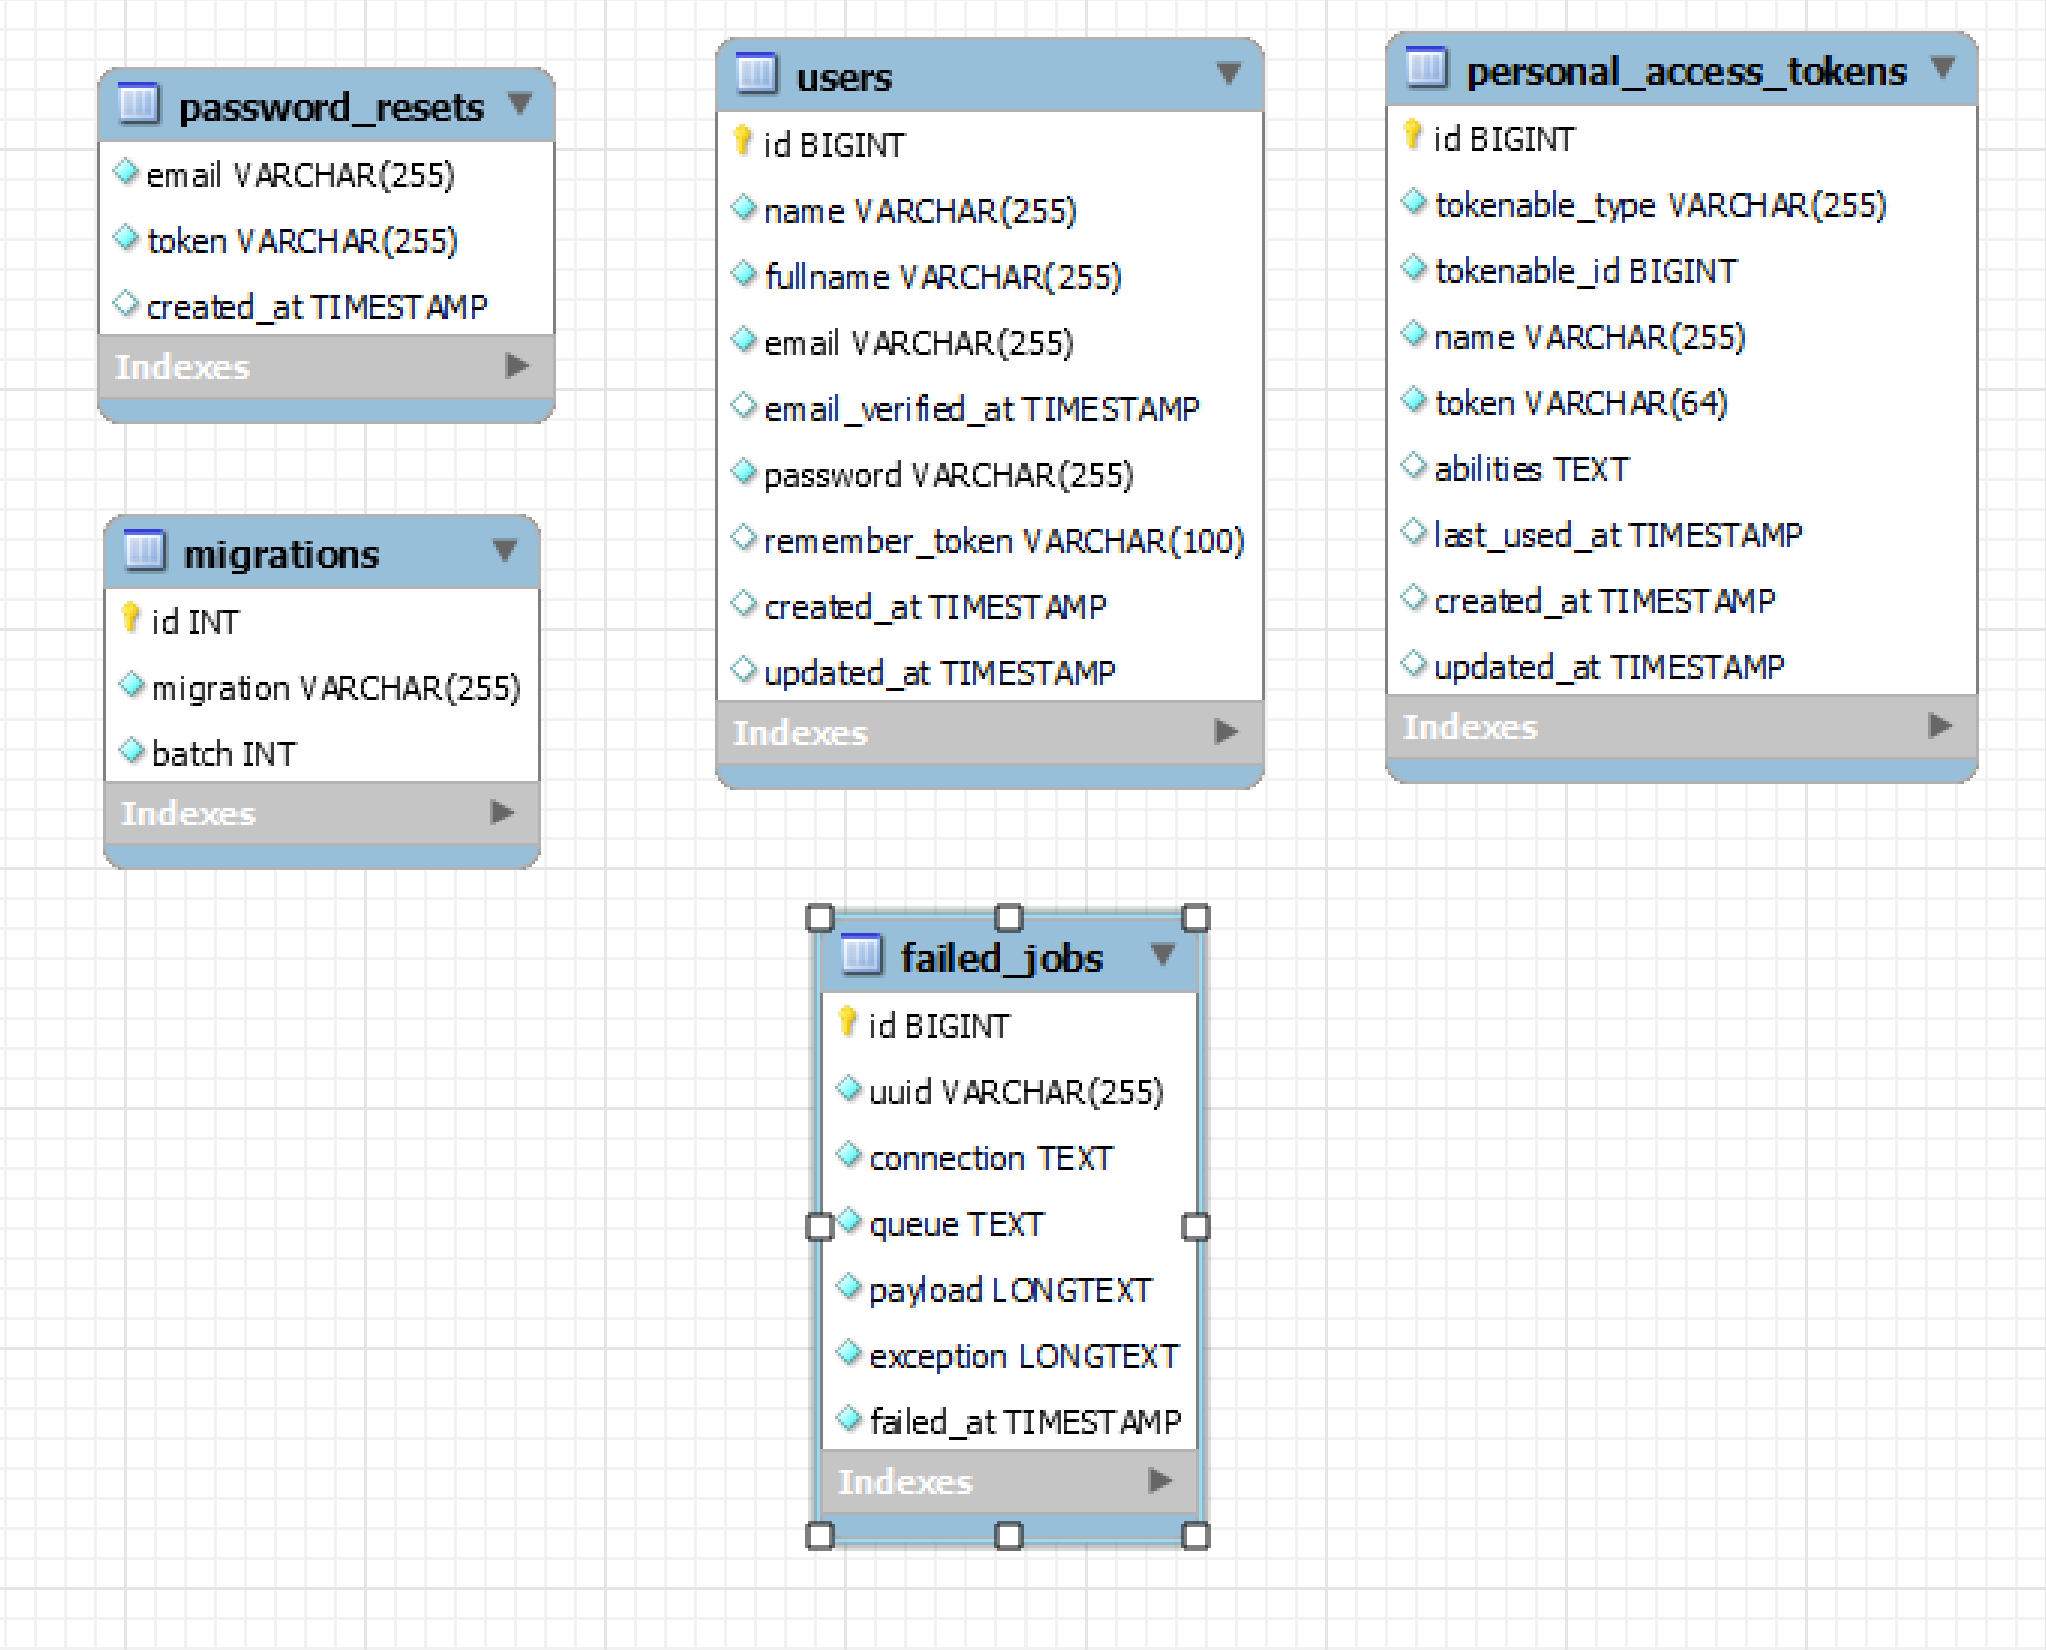 password_resets
email VARCHAR(255)
token VARCHAR(255)
created_at TIMESTAMP
Indexes
migrations
id INT
migration VARCHAR(255)
batch INT
Indexes
users
id BIGINT
name VARCHAR(255)
fullname VARCHAR(255)
email VARCHAR(255)
email_verified_at TIMESTAMP
password VARCHAR(255)
remember_token VARCHAR(100)
created_at TIMESTAMP
updated_at TIMESTAMP
Indexes
personal_access_tokens
id BIGINT
tokenable_type VARCHAR(255)
tokenable_id BIGINT
name VARCHAR(255)
token VARCHAR(64)
abilities TEXT
last_used_at TIMESTAMP
created_at TIMESTAMP
updated_at TIMESTAMP
Indexes
failed_jobs
id BIGINT
uuid VARCHAR(255)
connection TEXT
queue TEXT
payload LONGTEXT
exception LONGTEXT
failed_at TIMESTAMP
Indexes